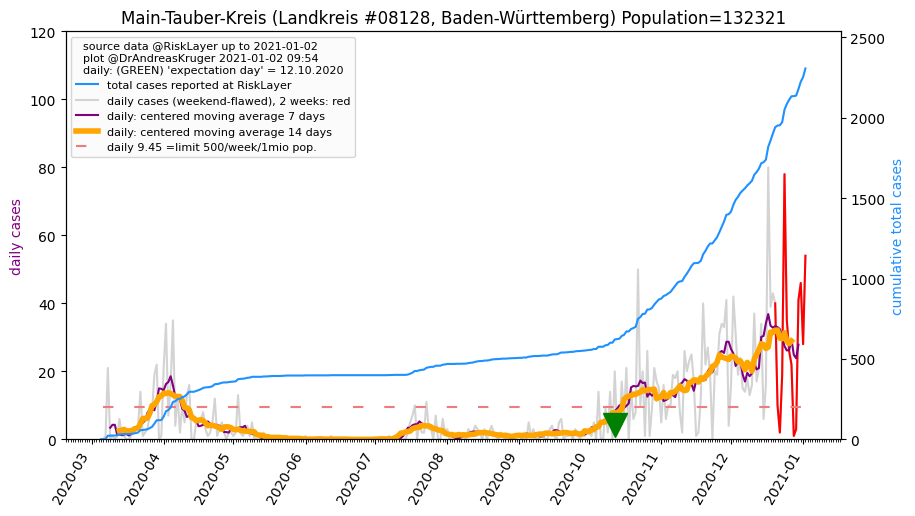 Main-Tauber-Kreis (Landkreis #08128, Baden-Württemberg) Population=132321
source data @RiskLayer up to 2021-01-02
plot @DrAndreasKruger 2021-01-02 09:54
daily: (GREEN) 'expectation day' = 12.10.2020
total cases reported at RiskLayer
daily cases (weekend-flawed), 2 weeks: red
daily: centered moving average 7 days
daily: centered moving average 14 days
daily 9.45 =limit 500/week/1mio pop.
daily cases
120
100
80
60
40
20
0
cumulative total cases
2500
2000
1500
1000
500
0
2020-03
2020-04
2020-05
2020-06
2020-07
2020-08
2020-09
2020-10
2020-11
2020-12
2021-01